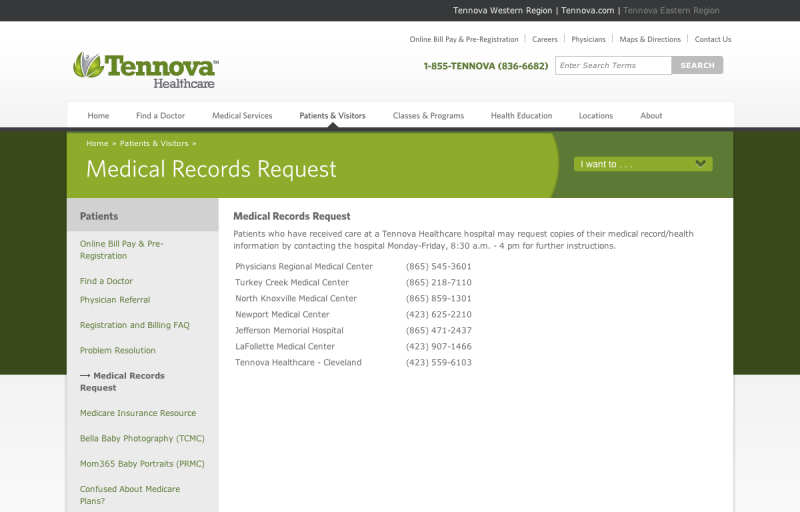 Tennova Western Region | Tennova.com | Tennova Eastern Region
Online Bill Pay & Pre-Registration | Careers | Physicians | Maps & Directions | Contact Us
Tennova™
Healthcare
1-855-TENNOVA (836-6682)
Enter Search Terms
SEARCH
Home
Find a Doctor
Medical Services
Patients & Visitors
Classes & Programs
Health Education
Locations
About
Home » Patients & Visitors »
Medical Records Request
I want to . . .
Patients
Online Bill Pay & Pre-
Registration
Find a Doctor
Physician Referral
Registration and Billing FAQ
Problem Resolution
→ Medical Records
Request
Medicare Insurance Resource
Bella Baby Photography (TCMC)
Mom365 Baby Portraits (PRMC)
Confused About Medicare
Plans?
Medical Records Request
Patients who have received care at a Tennova Healthcare hospital may request copies of their medical record/health
information by contacting the hospital Monday-Friday, 8:30 a.m. - 4 pm for further instructions.
Physicians Regional Medical Center (865) 545-3601
Turkey Creek Medical Center (865) 218-7110
North Knoxville Medical Center (865) 859-1301
Newport Medical Center (423) 625-2210
Jefferson Memorial Hospital (865) 471-2437
LaFollette Medical Center (423) 907-1466
Tennova Healthcare - Cleveland (423) 559-6103